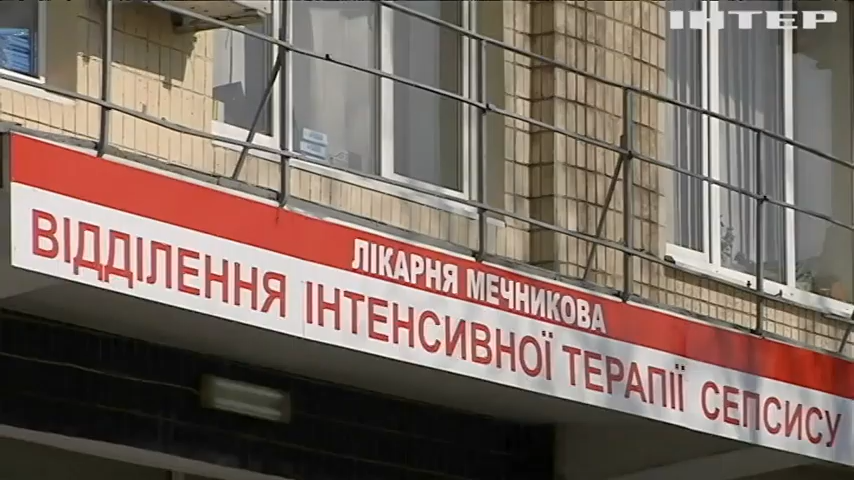 ІНТЕР
ЛІКАРНЯ МЕЧНИКОВА
ВІДДІЛЕННЯ ІНТЕНСИВНОЇ ТЕРАПІЇ СЕПСИСУ